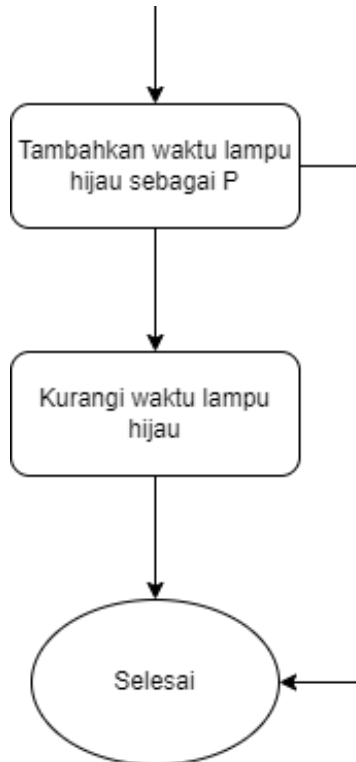 Tambahkan waktu lampu
hijau sebagai P
Kurangi waktu lampu
hijau
Selesai